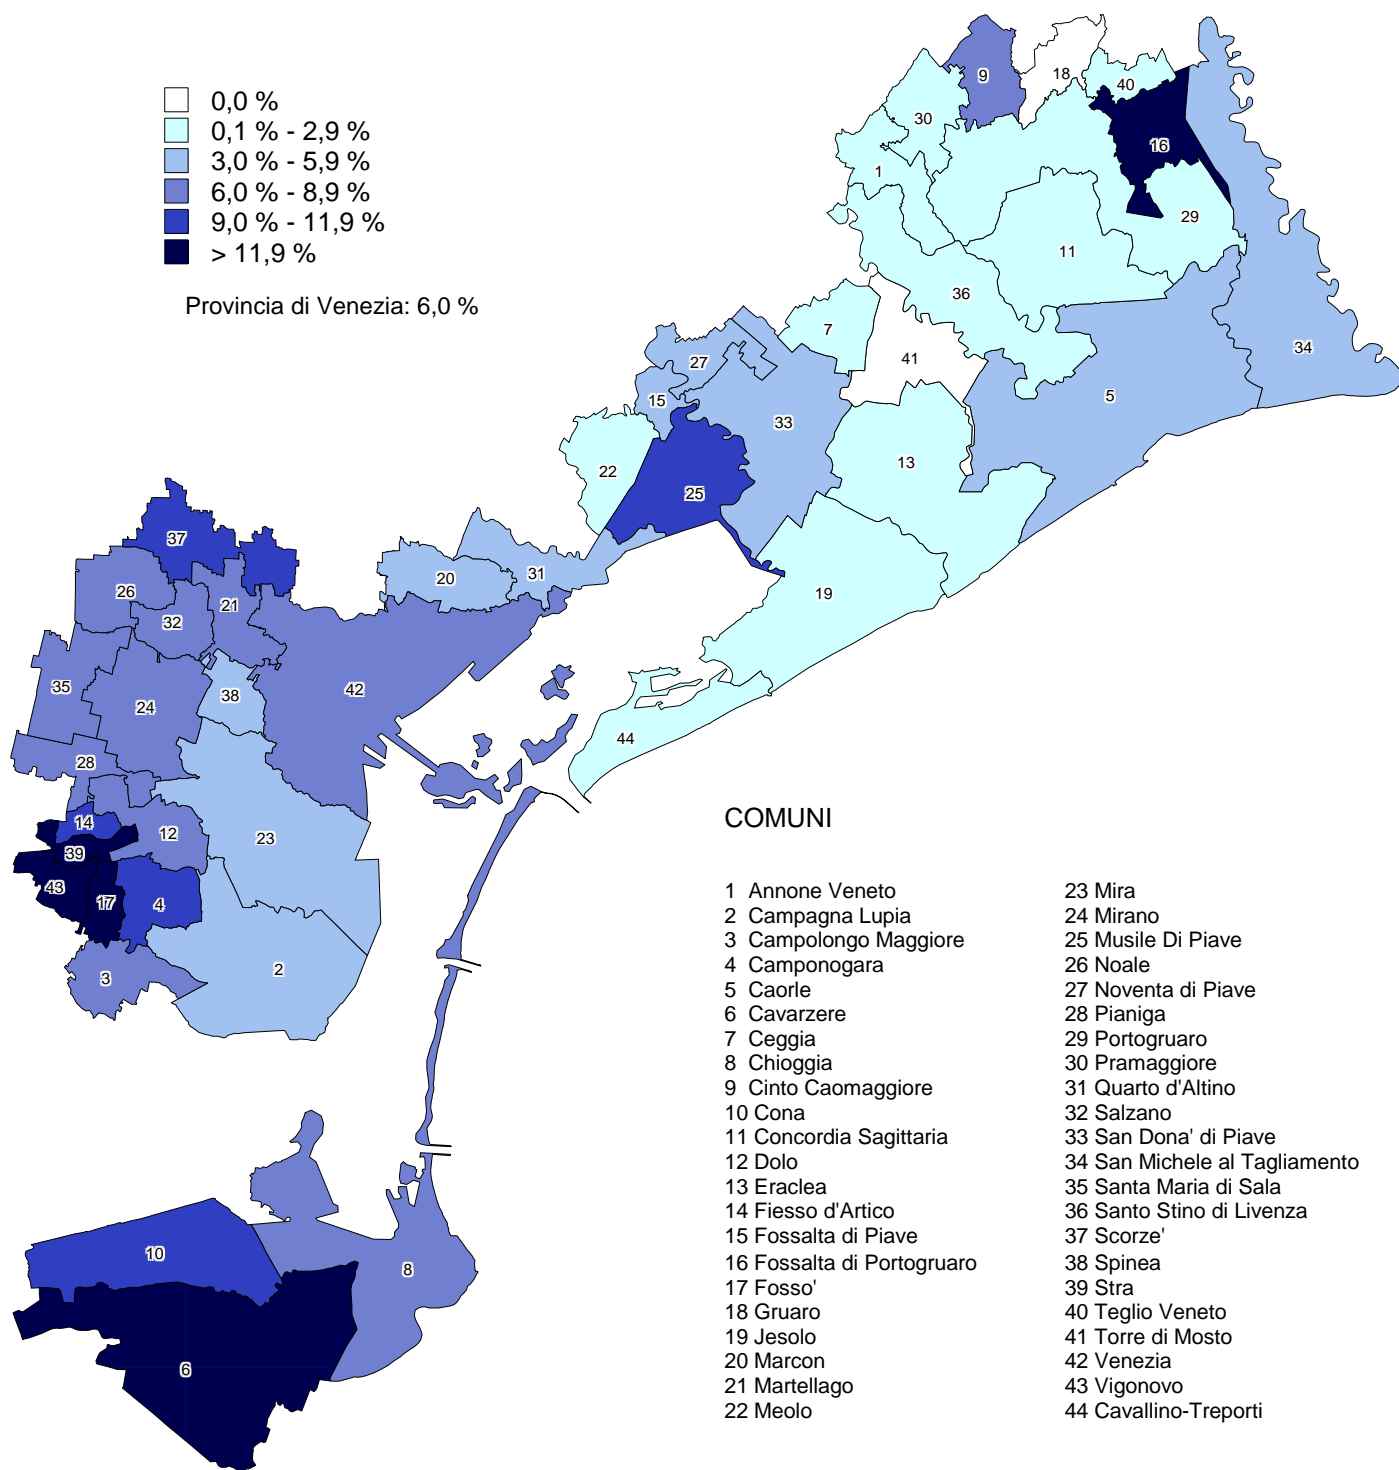 0,0 %
0,1 % - 2,9 %
3,0 % - 5,9 %
6,0 % - 8,9 %
9,0 % - 11,9 %
> 11,9 %
Provincia di Venezia: 6,0 %
9
18
40
30
16
1
29
11
36
7
34
27
41
5
15
33
13
22
25
37
20
31
26
21
19
32
35
38
42
24
44
28
14
12
23
39
43
17
4
3
2
10
8
6
COMUNI
1 Annone Veneto
2 Campagna Lupia
3 Campolongo Maggiore
4 Camponogara
5 Caorle
6 Cavarzere
7 Ceggia
8 Chioggia
9 Cinto Caomaggiore
10 Cona
11 Concordia Sagittaria
12 Dolo
13 Eraclea
14 Fiesso d'Artico
15 Fossalta di Piave
16 Fossalta di Portogruaro
17 Fosso'
18 Gruaro
19 Jesolo
20 Marcon
21 Martellago
22 Meolo
23 Mira
24 Mirano
25 Musile Di Piave
26 Noale
27 Noventa di Piave
28 Pianiga
29 Portogruaro
30 Pramaggiore
31 Quarto d'Altino
32 Salzano
33 San Dona' di Piave
34 San Michele al Tagliamento
35 Santa Maria di Sala
36 Santo Stino di Livenza
37 Scorze'
38 Spinea
39 Stra
40 Teglio Veneto
41 Torre di Mosto
42 Venezia
43 Vigonovo
44 Cavallino-Treporti